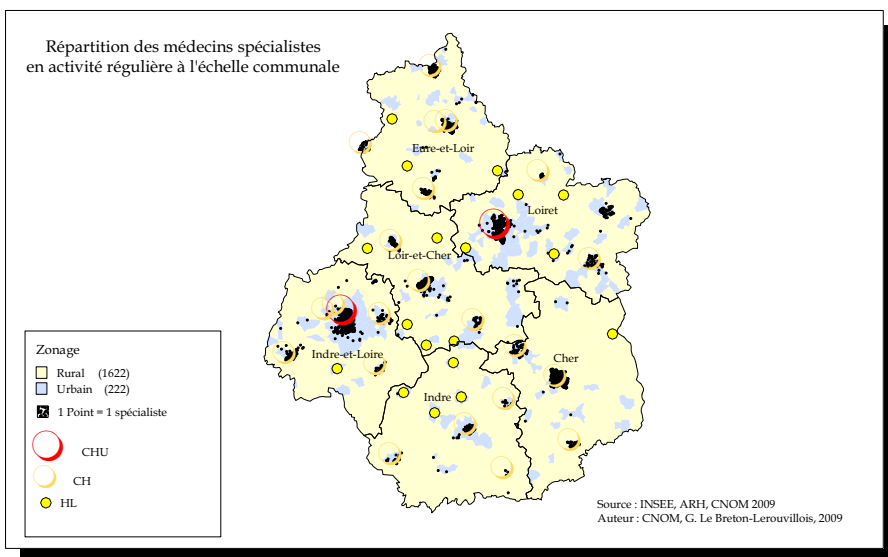 Répartition des médecins spécialistes
en activité régulière à l'échelle communale
Eure-et-Loir
Loiret
Loir-et-Cher
Indre-et-Loire
Cher
Indre
Zonage
Rural (1622)
Urbain (222)
1 Point = 1 spécialiste
CHU
CH
HL
Source : INSEE, ARH, CNOM 2009
Auteur : CNOM, G. Le Breton-Lerouvillois, 2009